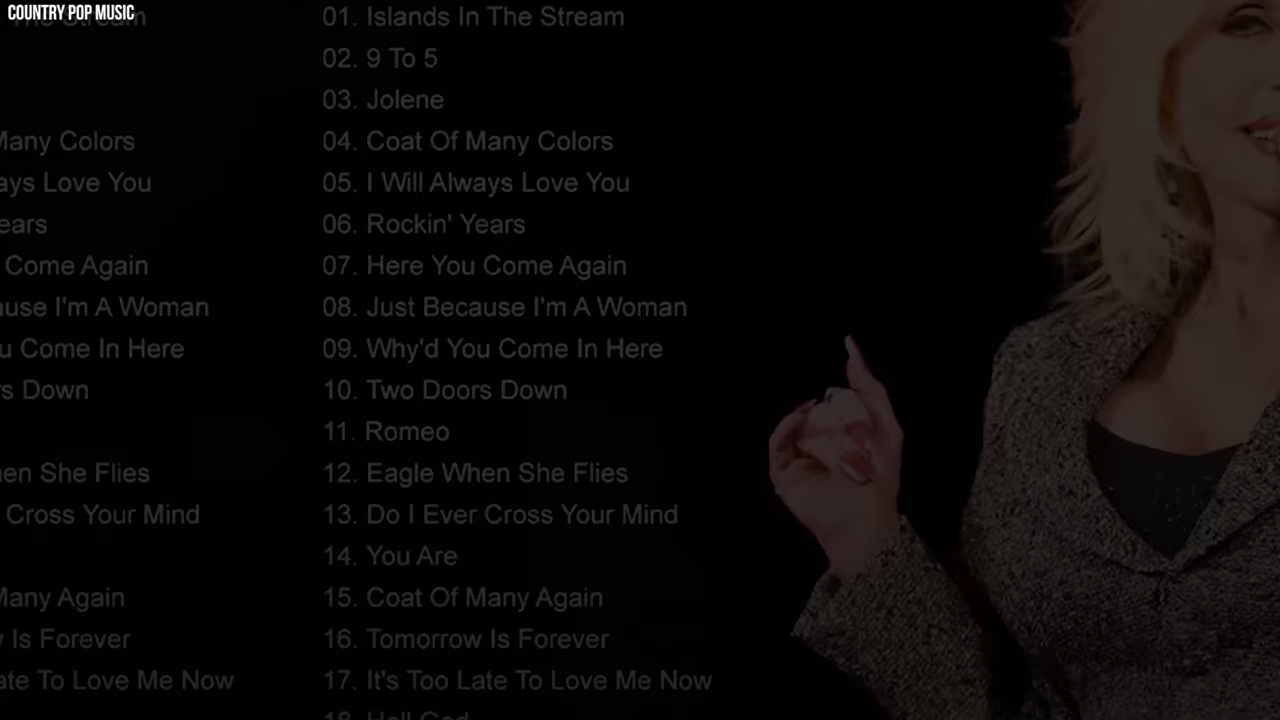 COUNTRY POP MUSIC
The Stream
Many Colors
ays Love You
ears
Come Again
ause I'm A Woman
u Come In Here
rs Down
en She Flies
Cross Your Mind
Many Again
y Is Forever
ate To Love Me Now
01. Islands In The Stream
02. 9 To 5
03. Jolene
04. Coat Of Many Colors
05. I Will Always Love You
06. Rockin' Years
07. Here You Come Again
08. Just Because I'm A Woman
09. Why'd You Come In Here
10. Two Doors Down
11. Romeo
12. Eagle When She Flies
13. Do I Ever Cross Your Mind
14. You Are
15. Coat Of Many Again
16. Tomorrow Is Forever
17. It's Too Late To Love Me Now